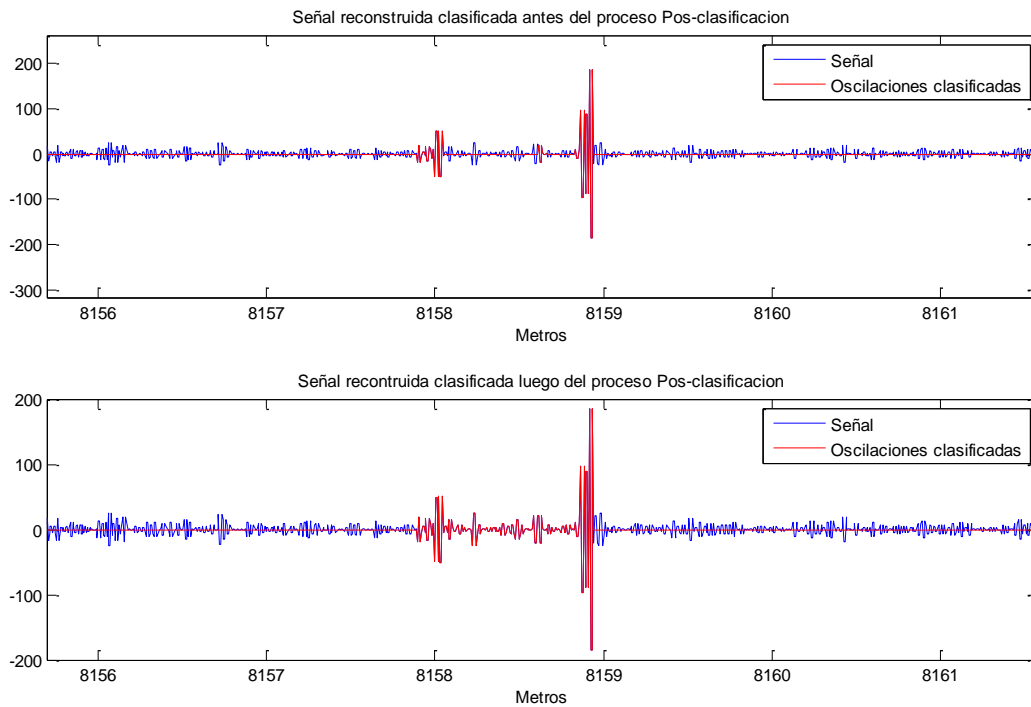 Señal reconstruida clasificada antes del proceso Pos-clasificacion
200
100
0
-100
-200
-300
Señal
Oscilaciones clasificadas
8156 8157 8158 8159 8160 8161
Metros
Señal recontruida clasificada luego del proceso Pos-clasificacion
200
100
0
-100
-200
Señal
Oscilaciones clasificadas
8156 8157 8158 8159 8160 8161
Metros